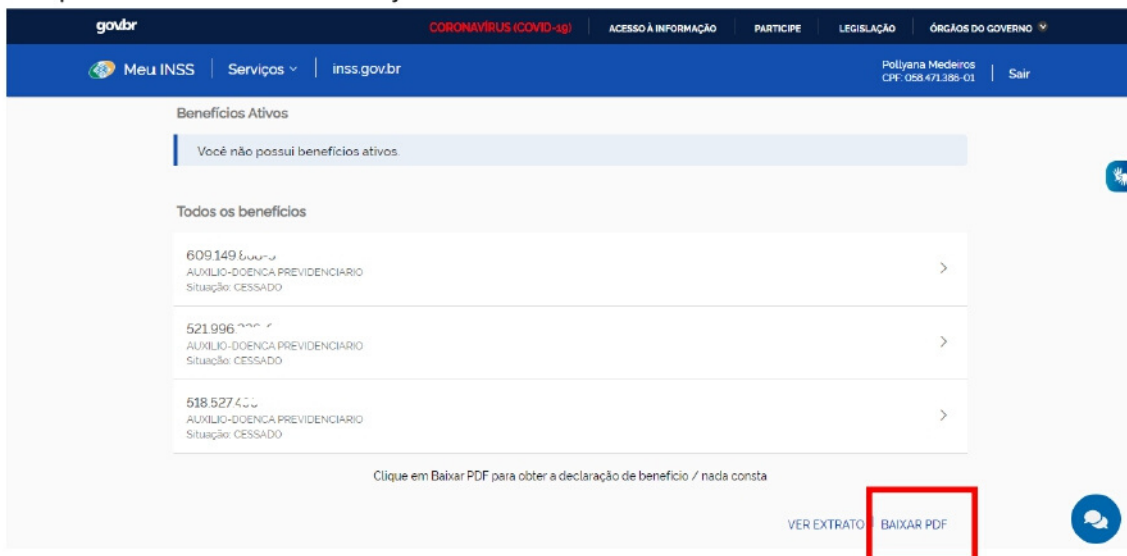 gov.br CORONAVÍRUS (COVID-19) ACESSO À INFORMAÇÃO PARTICIPE LEGISLAÇÃO ÓRGÃOS DO GOVERNO
Meu INSS Serviços inss.gov.br Pollyana Medeiros
CPF: 058.471.386-01 Sair
Benefícios Ativos
Você não possui benefícios ativos.
Todos os benefícios
609.149.
AUXILIO-DOENCA PREVIDENCIARIO
Situação: CESSADO
521.996.
AUXILIO-DOENCA PREVIDENCIARIO
Situação: CESSADO
518.527.
AUXILIO-DOENCA PREVIDENCIARIO
Situação: CESSADO
Clique em Baixar PDF para obter a declaração de benefício / nada consta
VER EXTRATO BAIXAR PDF